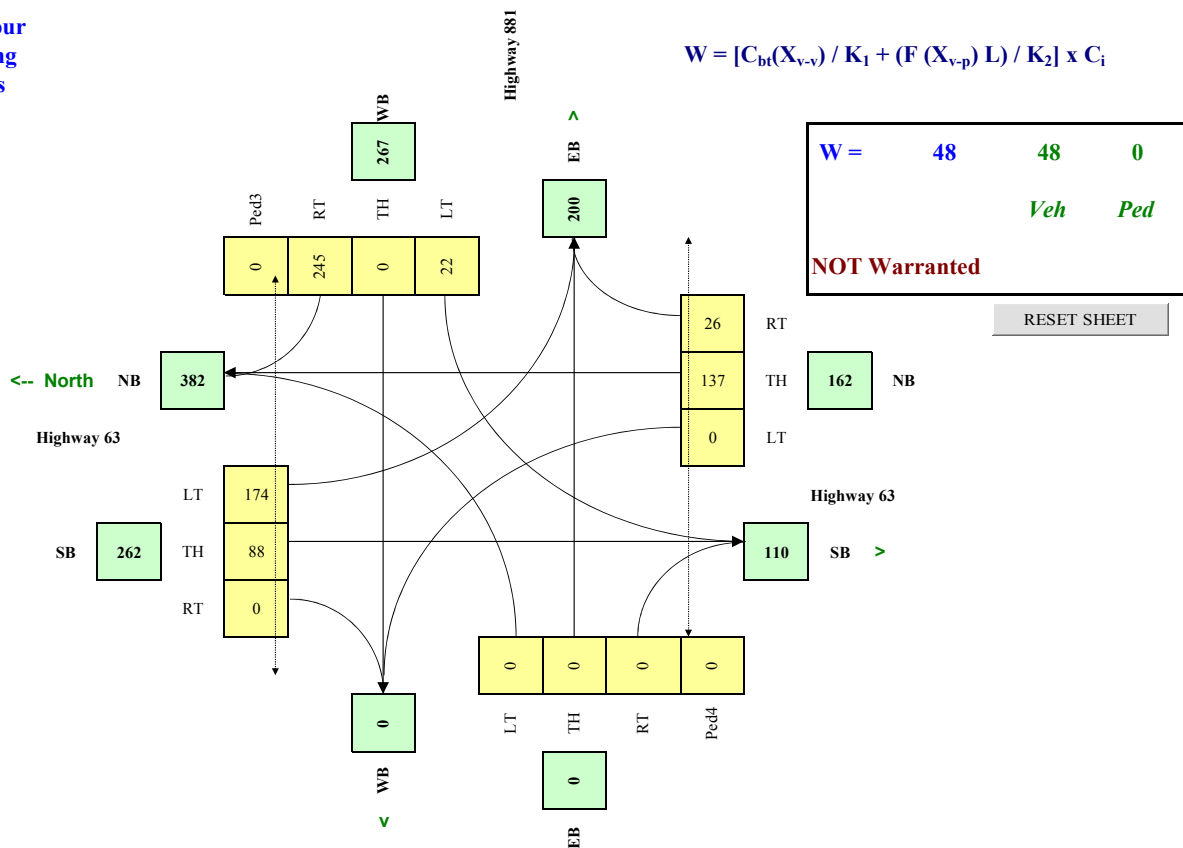 Highway 881
W = [Cbt(Xv-v) / K1 + (F (Xv-p) L) / K2] x Ci
WB
267
^
EB
200
W = 48 48 0
Veh Ped
NOT Warranted
RESET SHEET
Ped3 RT TH LT
0 245 0 22
26 RT
137 TH 162 NB
0 LT
<-- North NB 382
Highway 63
Highway 63
LT 174
SB 262 TH 88
RT 0
110 SB >
0 0 0 0
LT TH RT Ped4
0
WB
v
0
EB